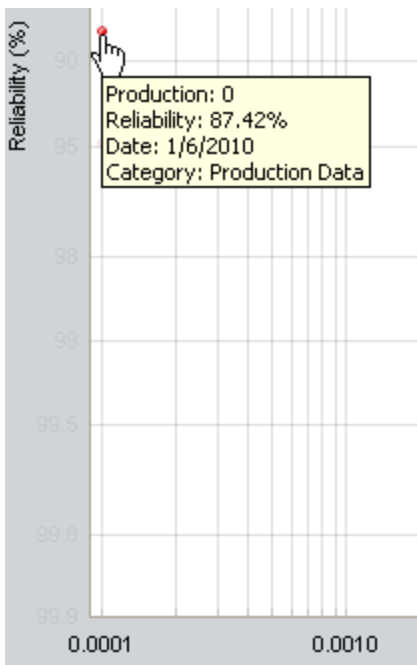 Reliability (%)
90
Production: 0
Reliability: 87.42%
Date: 1/6/2010
Category: Production Data
95
98
99
99.5
99.8
99.9
0.0001 0.0010